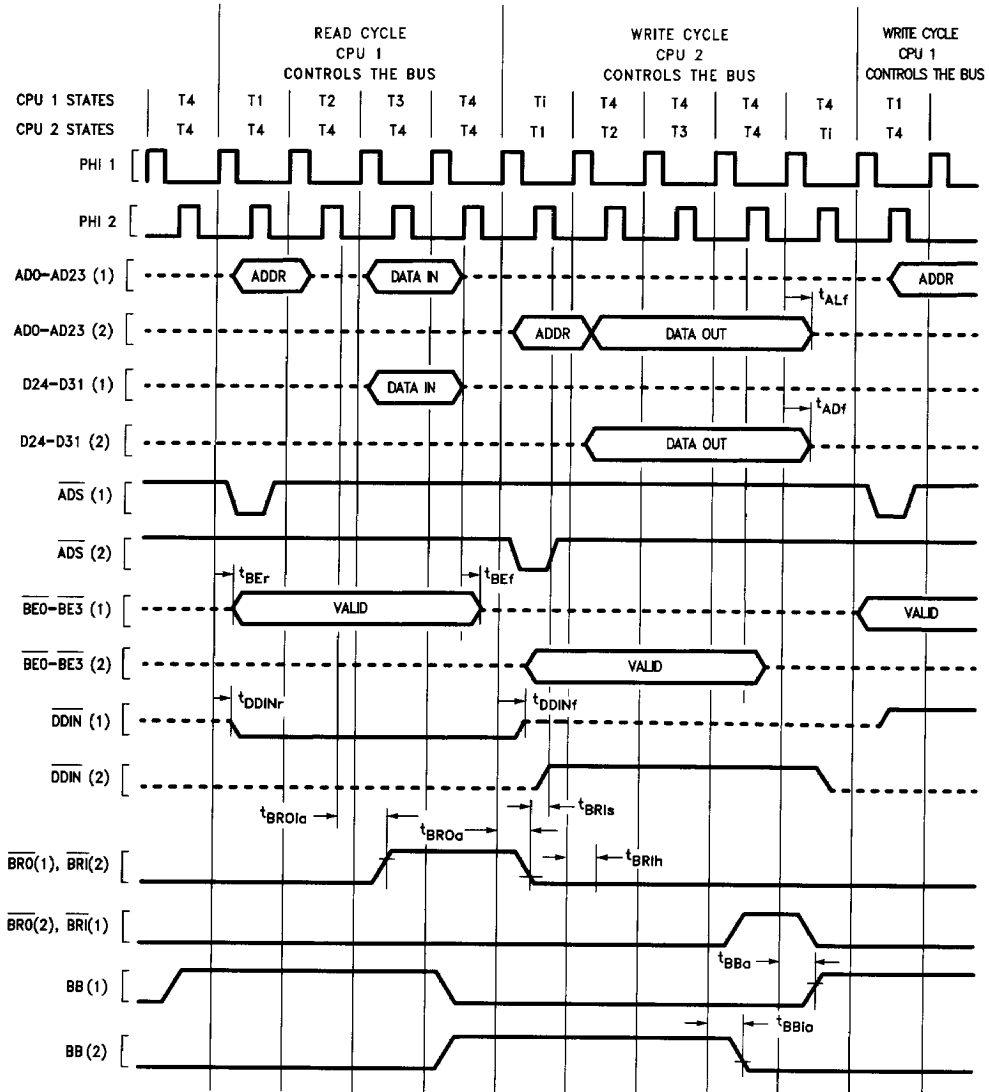 READ CYCLE
CPU 1
CONTROLS THE BUS
WRITE CYCLE
CPU 2
CONTROLS THE BUS
WRITE CYCLE
CPU 1
CONTROLS THE BUS
CPU 1 STATES T4 T1 T2 T3 T4 Ti T4 T4 T4 T4 T1
CPU 2 STATES T4 T4 T4 T4 T4 T1 T2 T3 T4 Ti T4
PHI 1
PHI 2
AD0-AD23 (1) ADDR DATA IN ADDR
tALf
AD0-AD23 (2) ADDR DATA OUT
D24-D31 (1) DATA IN
tADf
D24-D31 (2) DATA OUT
ADS (1)
ADS (2)
tBEr tBEf
BE0-BE3 (1) VALID VALID
BE0-BE3 (2) VALID
tDDINr tDDINf
DDIN (1)
DDIN (2)
tBROia tBROa tBRIs
tBRIh
BRO(1), BRI(2)
BRO(2), BRI(1)
tBBa
BB(1)
tBBia
BB(2)